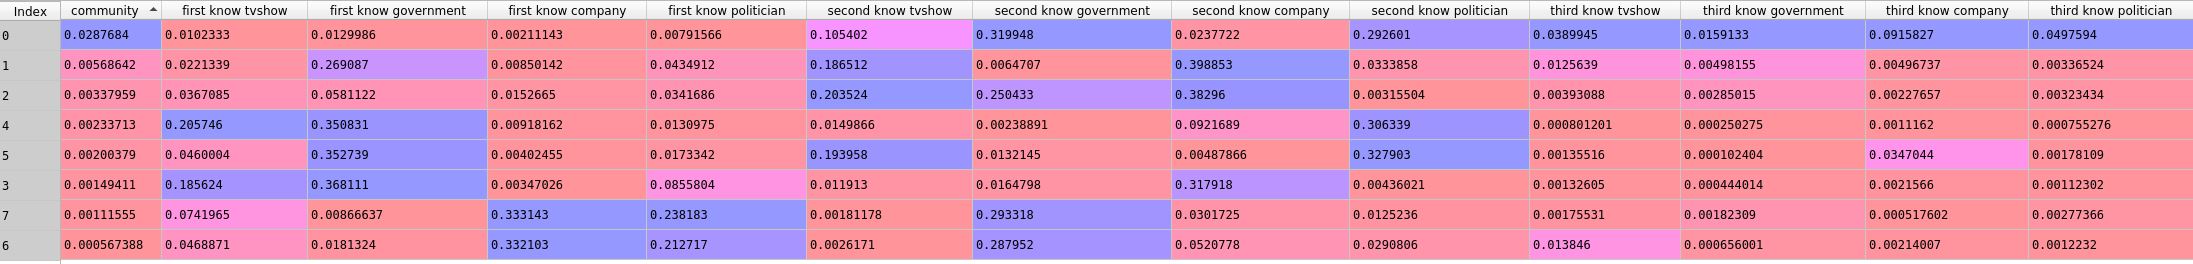 Index community first know tvshow first know government first know company first know politician second know tvshow second know government second know company second know politician third know tvshow third know government third know company third know politician
0 0.0287684 0.0102333 0.0129986 0.00211143 0.00791566 0.105402 0.319948 0.0237722 0.292601 0.0389945 0.0159133 0.0915827 0.0497594
1 0.00568642 0.0221339 0.269087 0.00850142 0.0434912 0.186512 0.0064707 0.398853 0.0333858 0.0125639 0.00498155 0.00496737 0.00336524
2 0.00337959 0.0367085 0.0581122 0.0152665 0.0341686 0.203524 0.250433 0.38296 0.00315504 0.00393088 0.00285015 0.00227657 0.00323434
4 0.00233713 0.205746 0.350831 0.00918162 0.0130975 0.0149866 0.00238891 0.0921689 0.306339 0.000801201 0.000250275 0.0011162 0.000755276
5 0.00200379 0.0460004 0.352739 0.00402455 0.0173342 0.193958 0.0132145 0.00487866 0.327903 0.00135516 0.000102404 0.0347044 0.00178109
3 0.00149411 0.185624 0.368111 0.00347026 0.0855804 0.011913 0.0164798 0.317918 0.00436021 0.00132605 0.000444014 0.0021566 0.00112302
7 0.00111555 0.0741965 0.00866637 0.333143 0.238183 0.00181178 0.293318 0.0301725 0.0125236 0.00175531 0.00182309 0.000517602 0.00277366
6 0.000567388 0.0468871 0.0181324 0.332103 0.212717 0.0026171 0.287952 0.0520778 0.0290806 0.013846 0.000656001 0.00214007 0.0012232